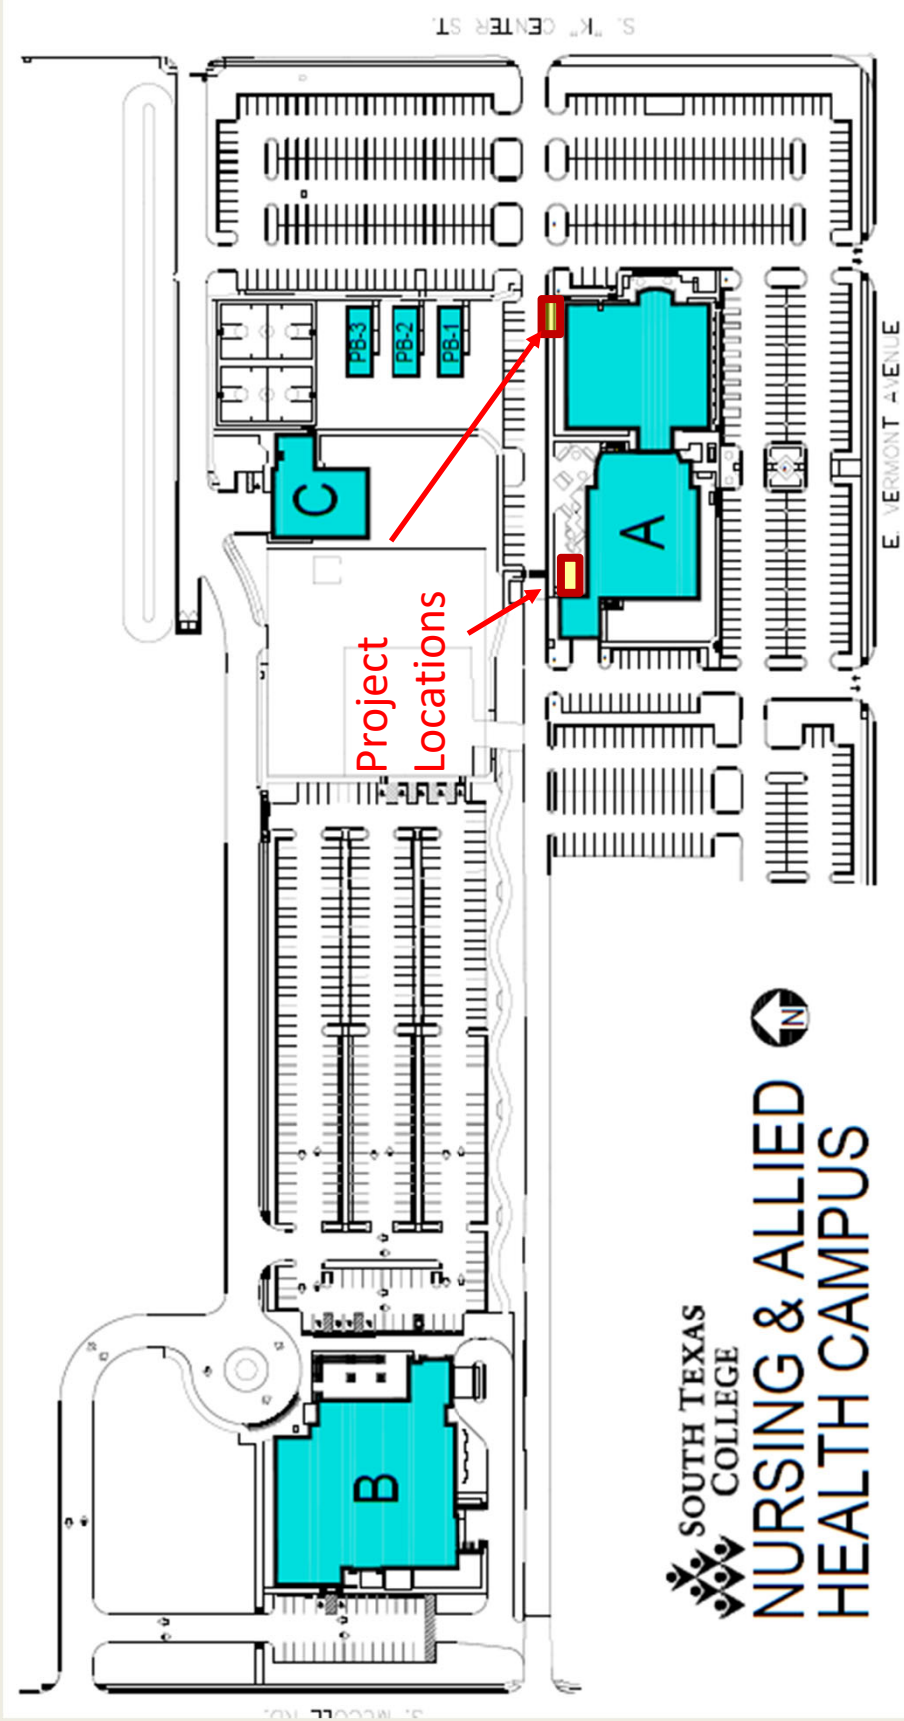 S. "K" CENTER ST.
PB-3
PB-2
PB-1
C
A
E. VERMONT AVENUE
Project
Locations
B
S. MCCOLL RD.
N
SOUTH TEXAS
COLLEGE
NURSING & ALLIED
HEALTH CAMPUS